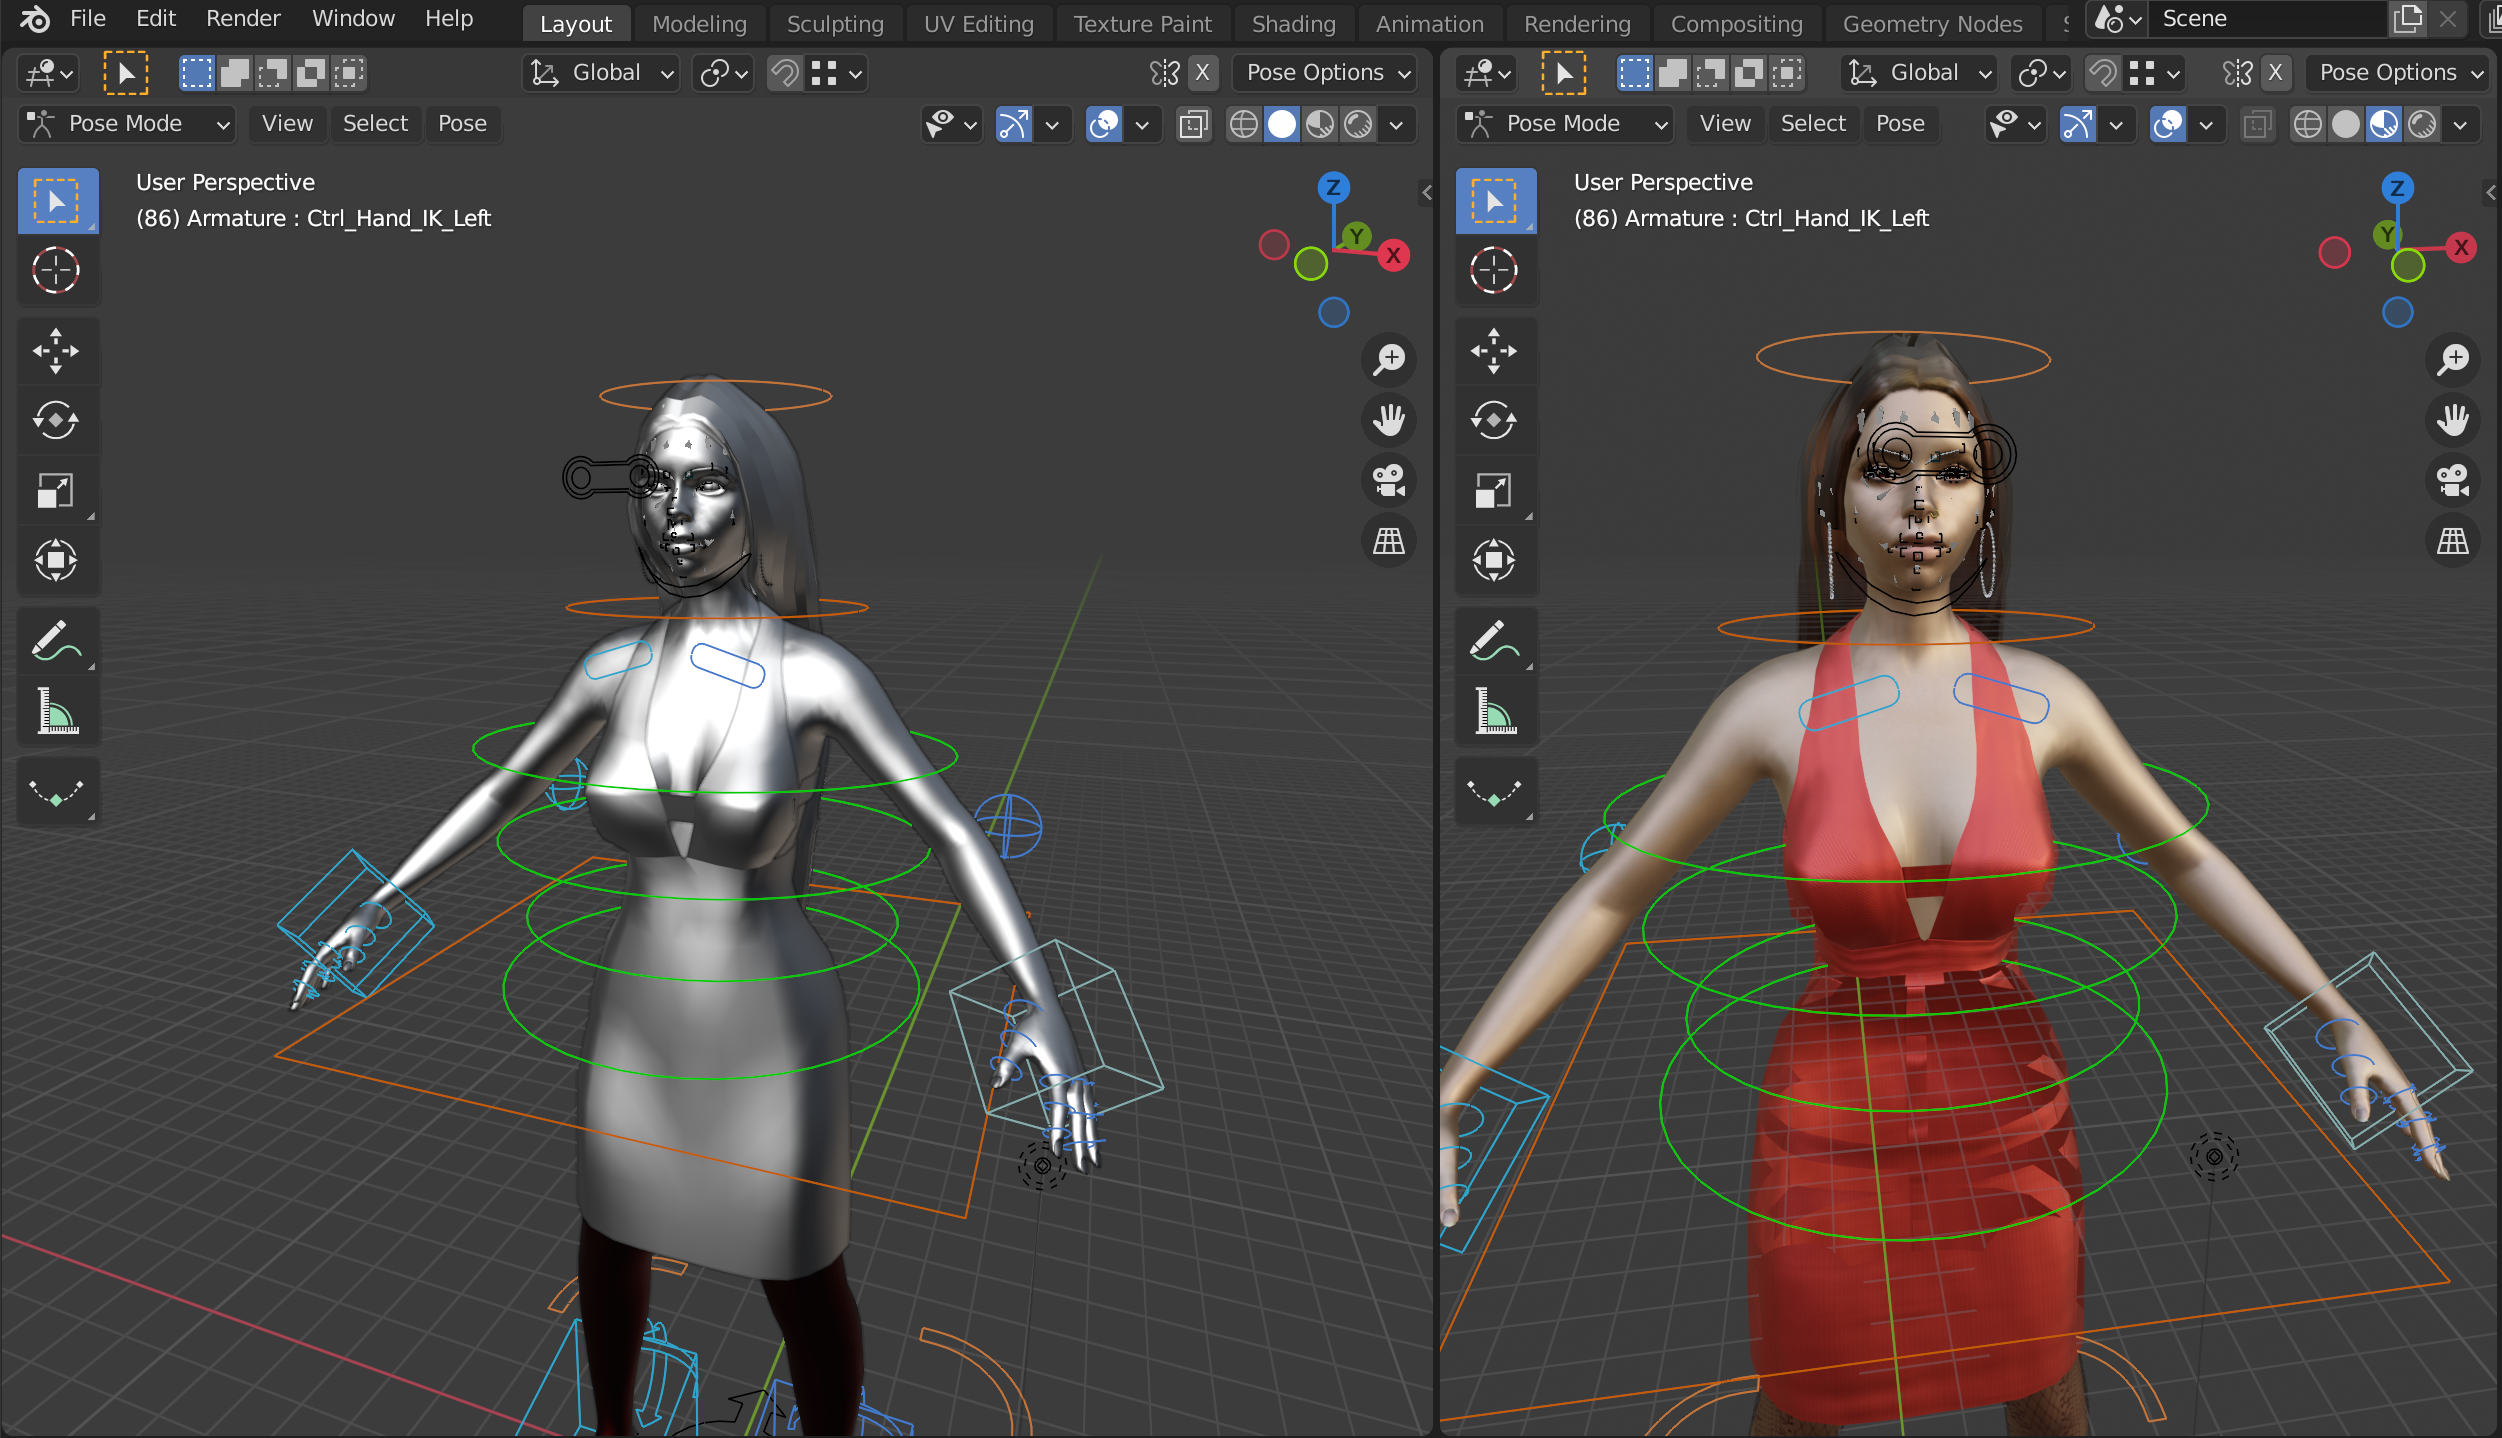 File Edit Render Window Help Layout Modeling Sculpting UV Editing Texture Paint Shading Animation Rendering Compositing Geometry Nodes Scene
Global X Pose Options
Pose Mode View Select Pose
User Perspective
(86) Armature : Ctrl_Hand_IK_Left
Z
Y
X
Global X Pose Options
Pose Mode View Select Pose
User Perspective
(86) Armature : Ctrl_Hand_IK_Left
Z
Y
X